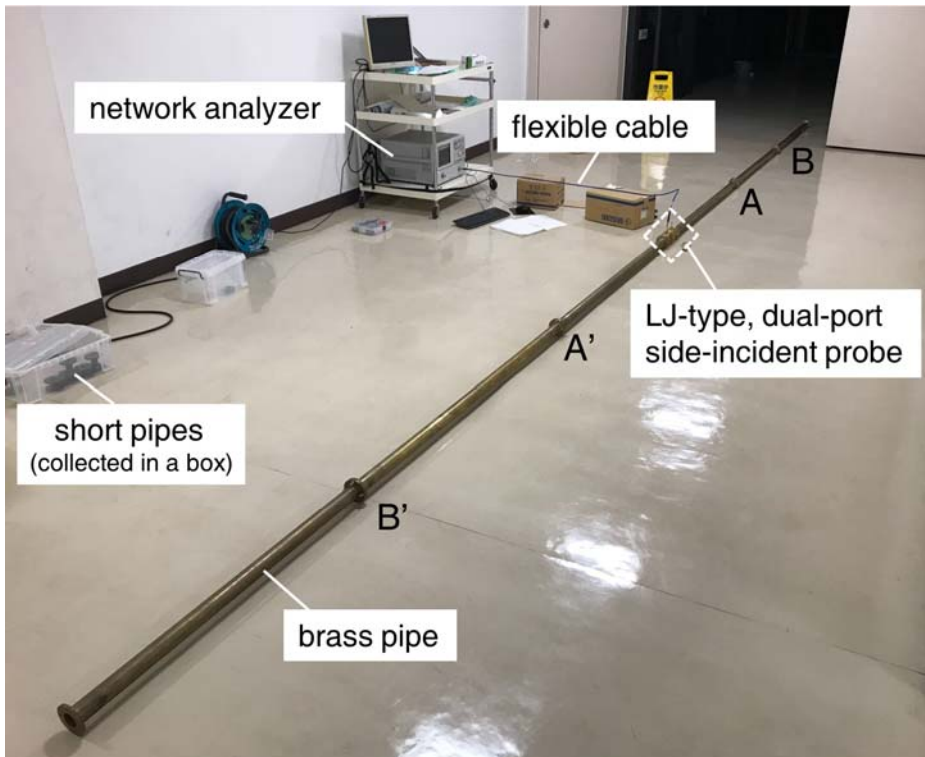 network analyzer
flexible cable
B
A
LJ-type, dual-port
side-incident probe
A’
short pipes
(collected in a box)
B’
brass pipe